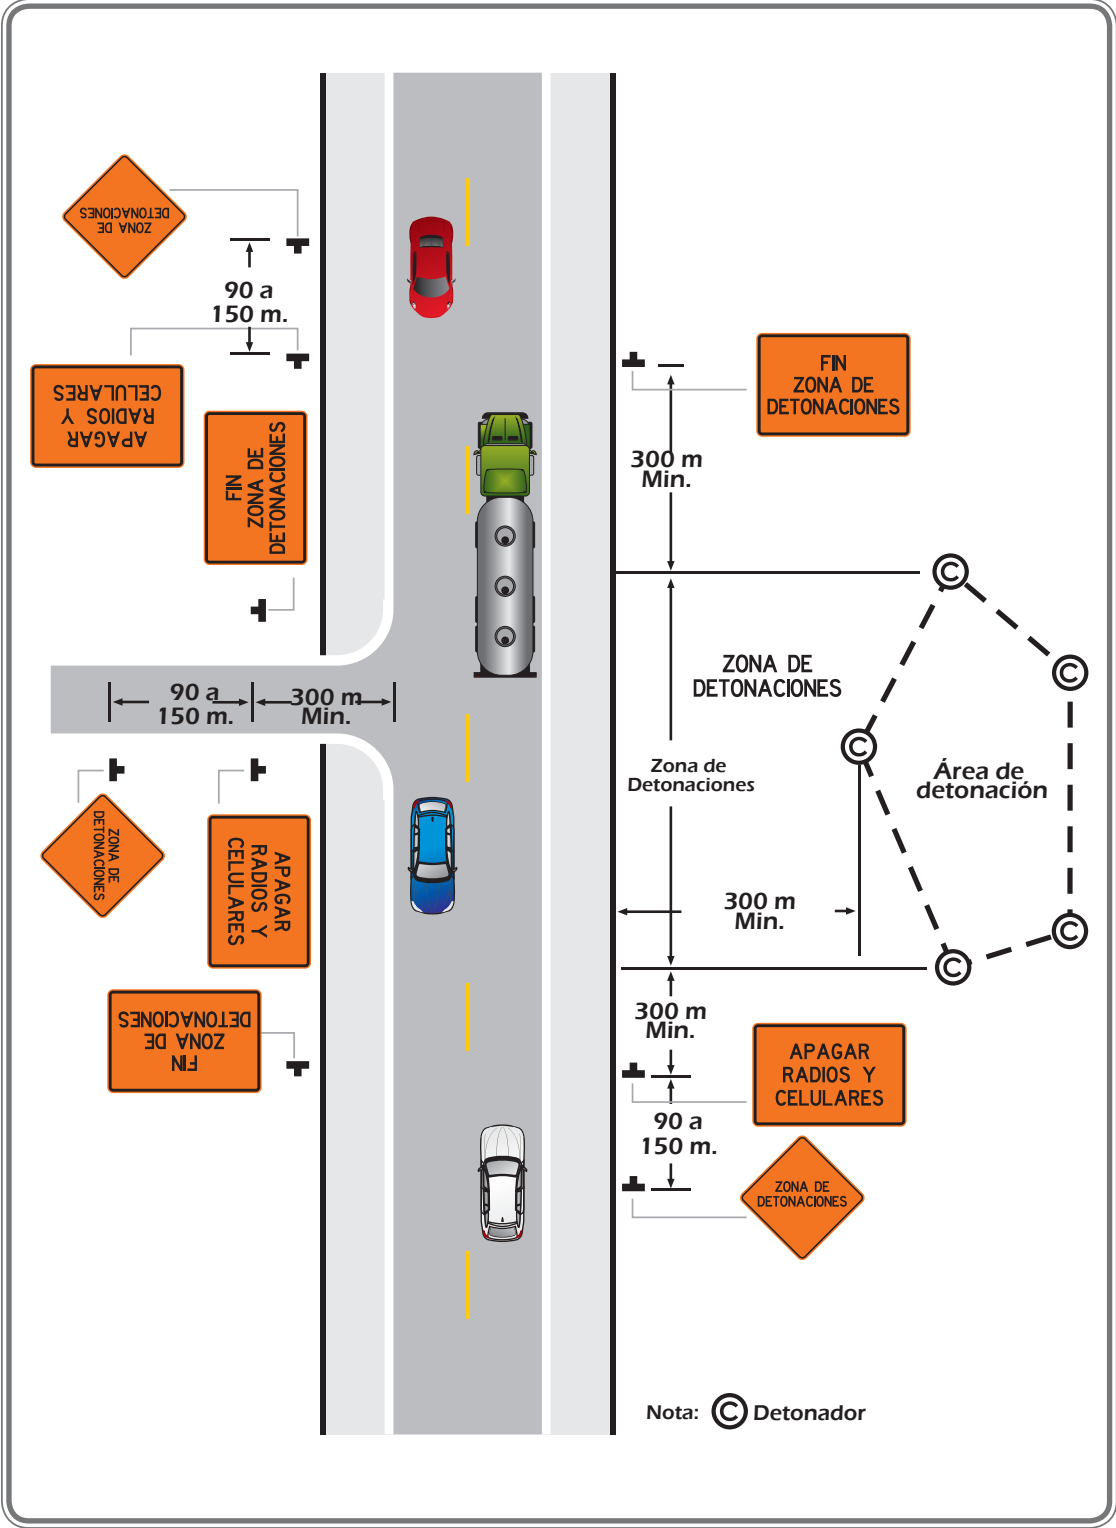 ZONA DE
DETONACIONES
90 a
150 m.
APAGAR
RADIOS Y
CELULARES
FIN
ZONA DE
DETONACIONES
FIN
ZONA DE
DETONACIONES
300 m
Min.
90 a
150 m.
300 m
Min.
ZONA DE
DETONACIONES
Zona de
Detonaciones
Área de
detonación
ZONA DE
DETONACIONES
APAGAR
RADIOS Y
CELULARES
300 m
Min.
FIN
ZONA DE
DETONACIONES
300 m
Min.
APAGAR
RADIOS Y
CELULARES
90 a
150 m.
ZONA DE
DETONACIONES
Nota: © Detonador
C
C
C
C
C